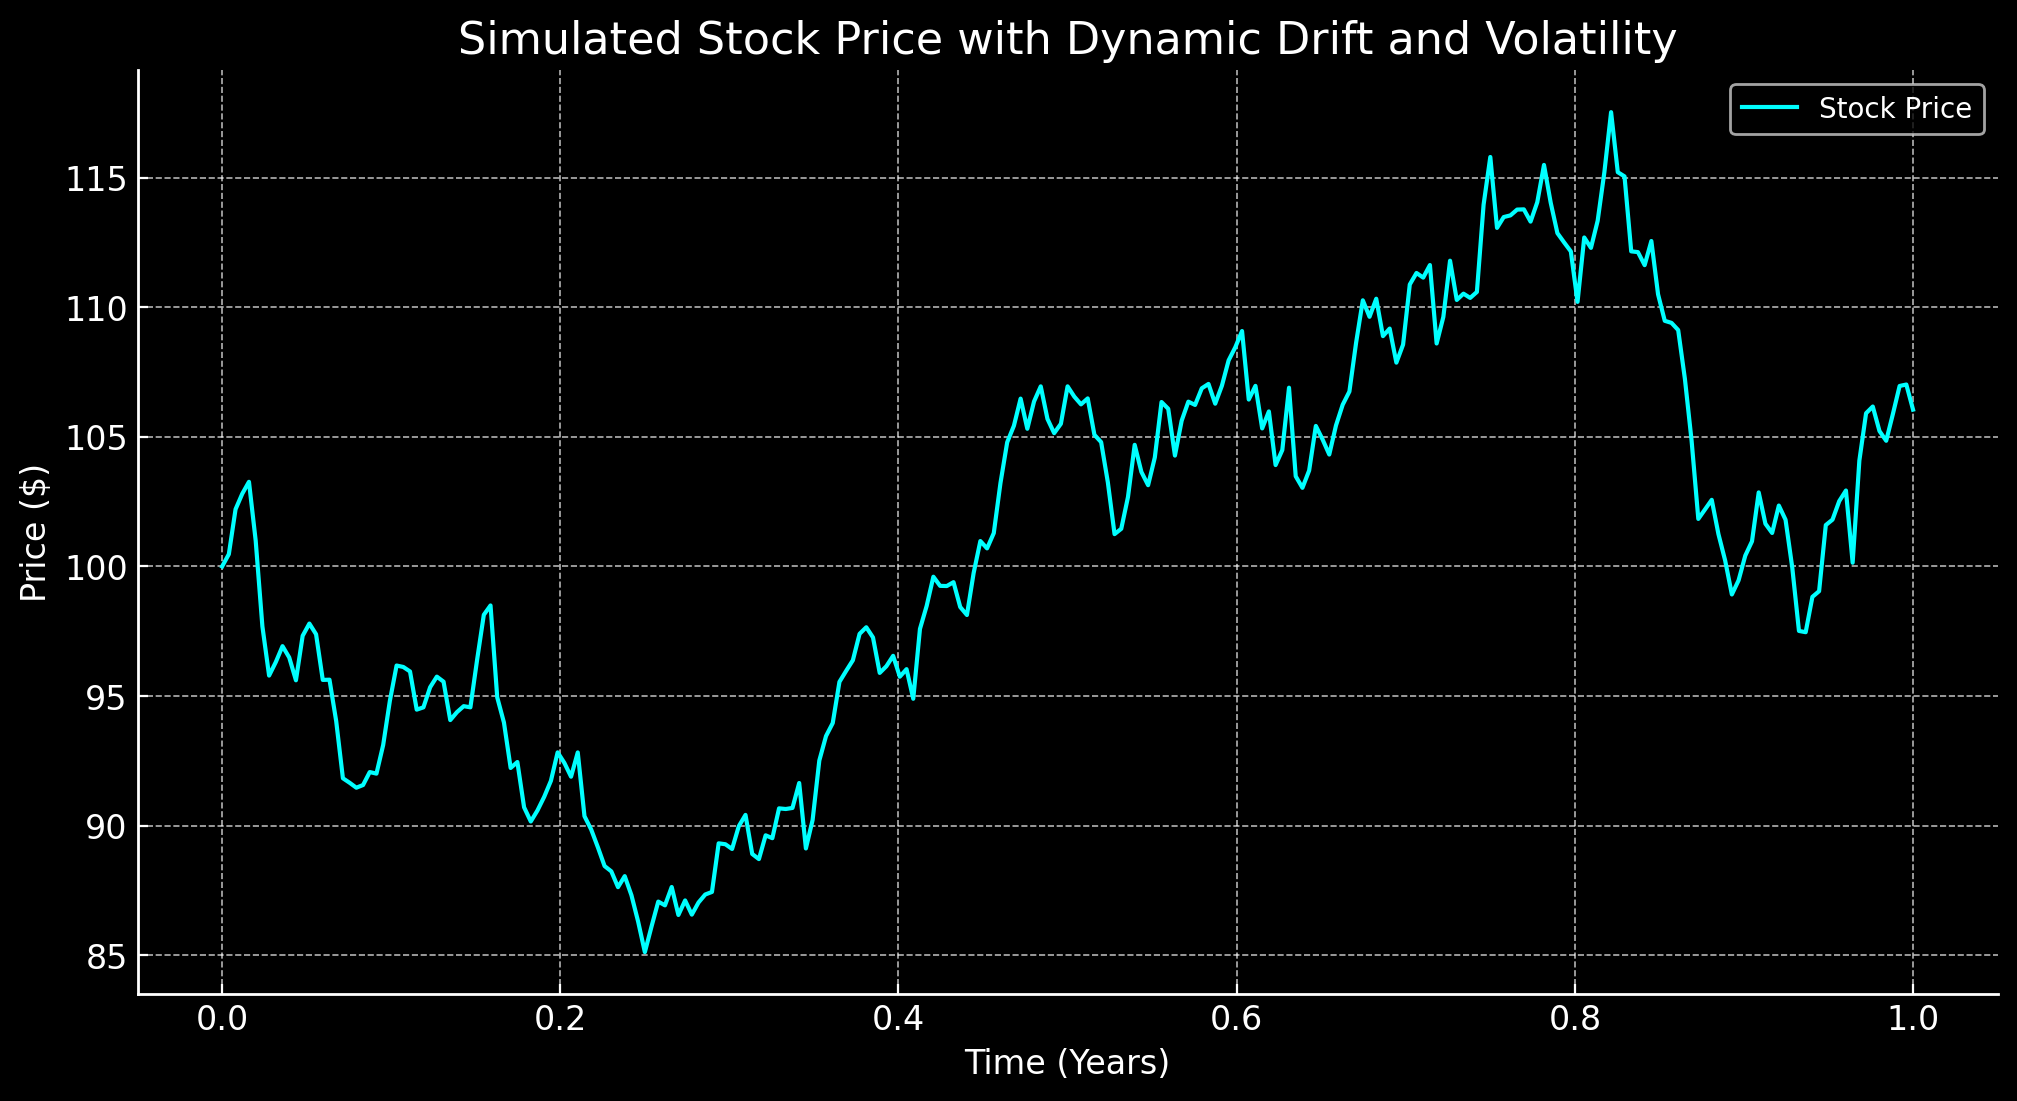 Simulated Stock Price with Dynamic Drift and Volatility
Stock Price
Price ($)
115
110
105
100
95
90
85
0.0 0.2 0.4 0.6 0.8 1.0
Time (Years)